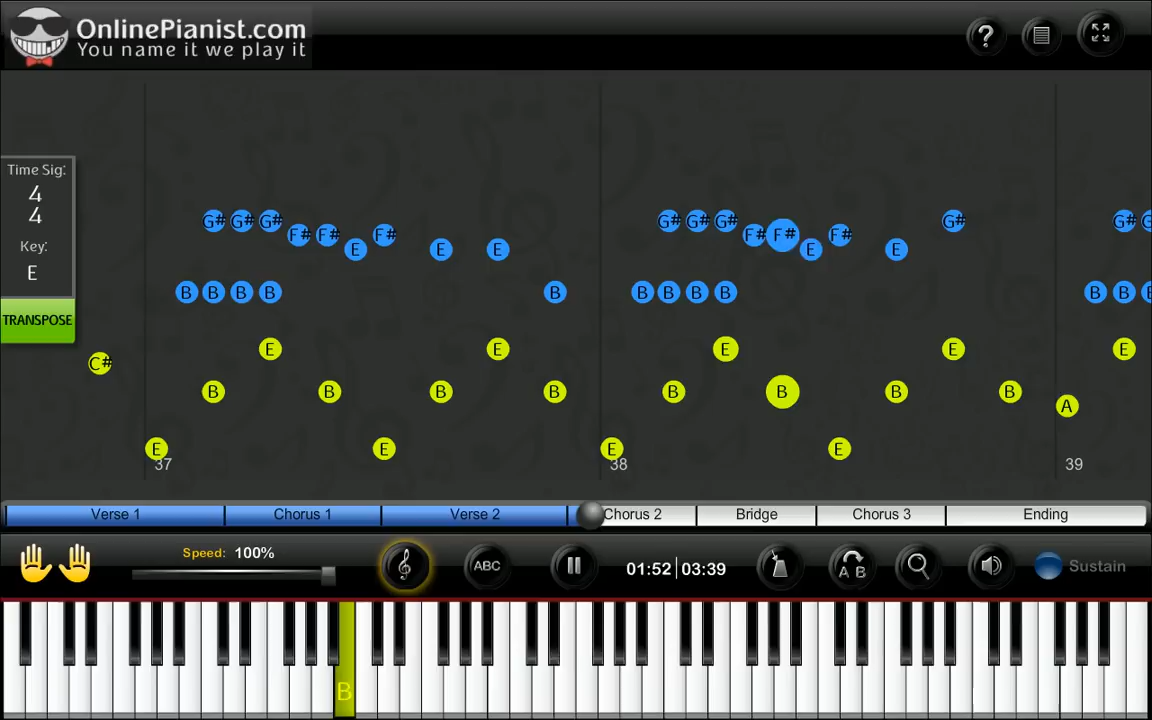 OnlinePianist.com
You name it we play it
?
Time Sig:
4
4
Key:
E
TRANSPOSE
G# G# G# F# F# E F# E E
G# G# G# F# F# E F# E G#
G#
B B B B B
B B B B
B B
C# E E E E E
B B B B B B B B A
E E E E
37 38 39
Verse 1 Chorus 1 Verse 2 Chorus 2 Bridge Chorus 3 Ending
Speed: 100%
ABC
01:52 | 03:39
A B
Sustain
B